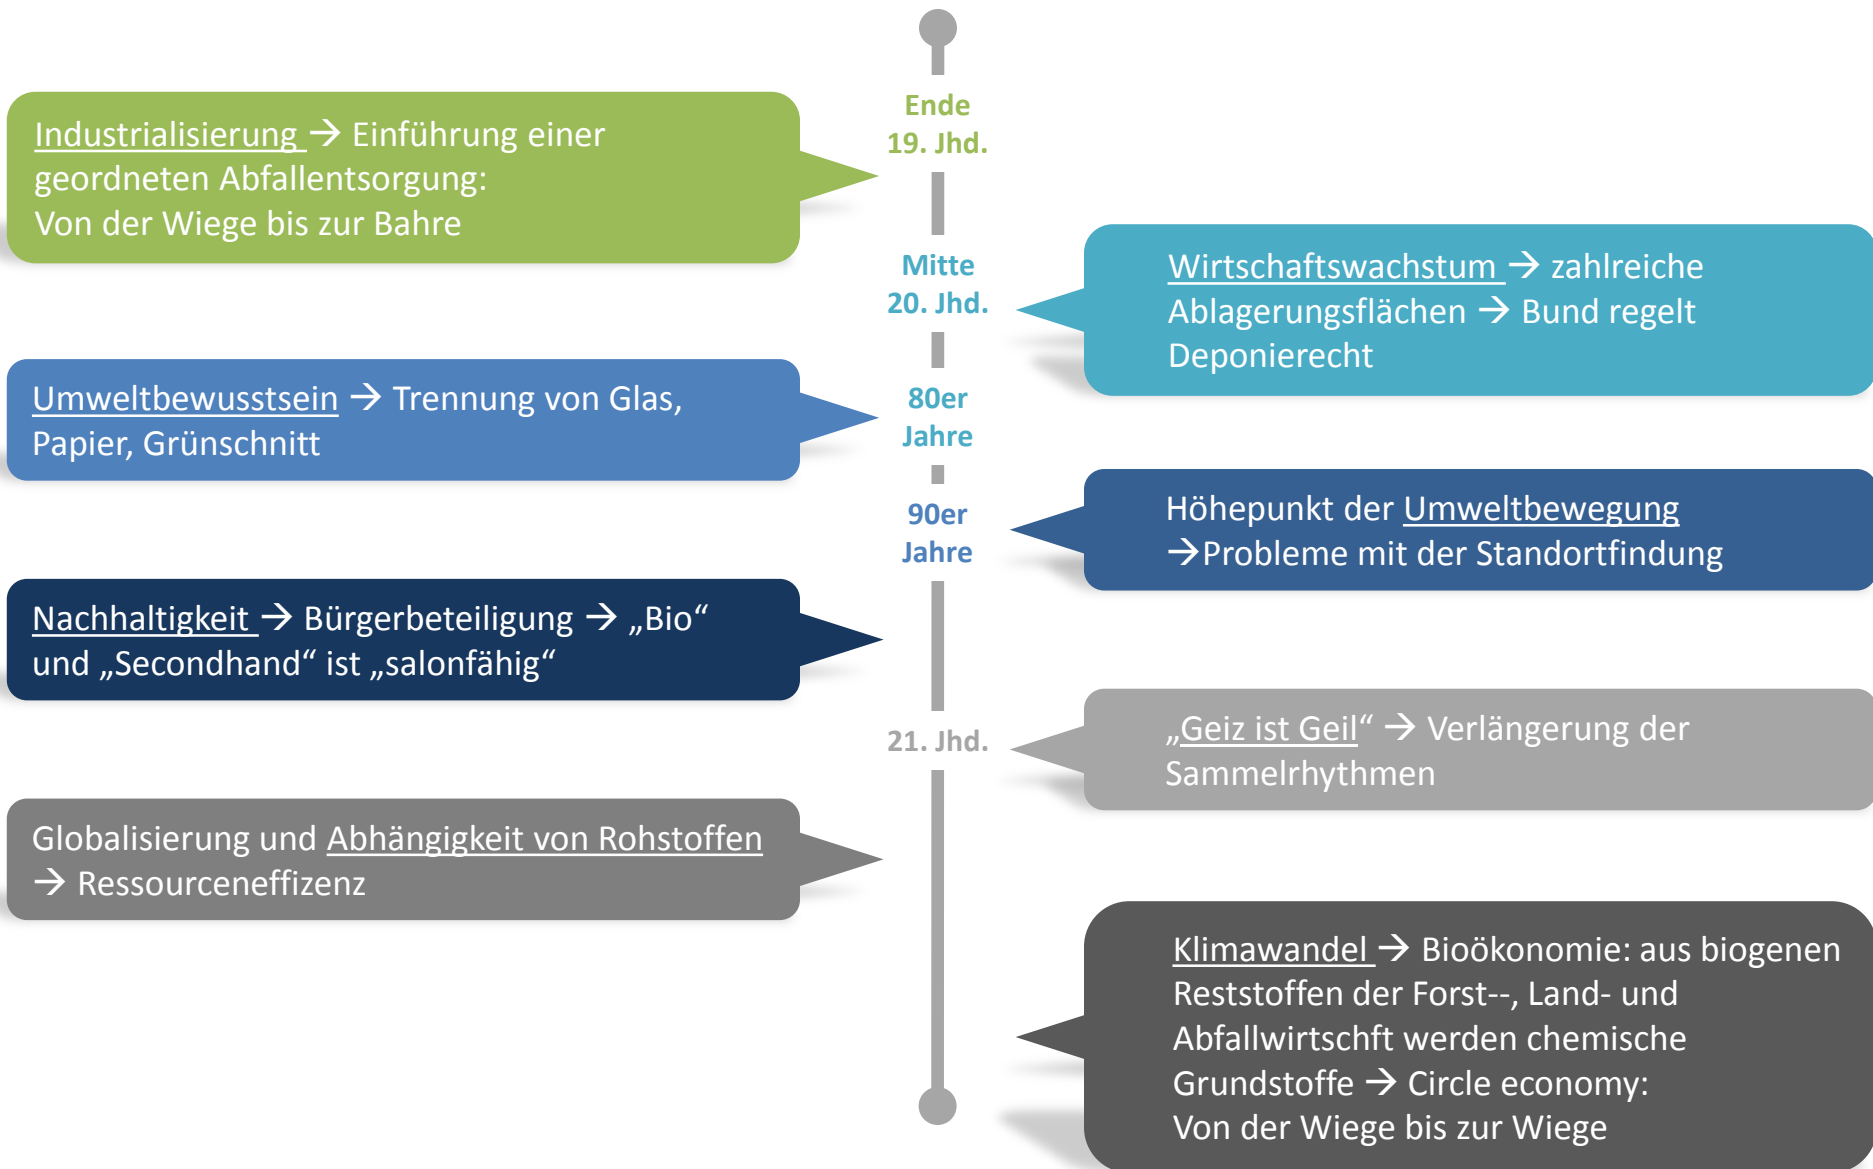 Ende
19. Jhd.
Industrialisierung → Einführung einer
geordneten Abfallentsorgung:
Von der Wiege bis zur Bahre
Mitte
20. Jhd.
Wirtschaftswachstum → zahlreiche
Ablagerungsflächen → Bund regelt
Deponierecht
80er
Jahre
Umweltbewusstsein → Trennung von Glas,
Papier, Grünschnitt
90er
Jahre
Höhepunkt der Umweltbewegung
→Probleme mit der Standortfindung
Nachhaltigkeit → Bürgerbeteiligung → „Bio“
und „Secondhand“ ist „salonfähig“
21. Jhd.
„Geiz ist Geil“ → Verlängerung der
Sammelrhythmen
Globalisierung und Abhängigkeit von Rohstoffen
→ Ressourceneffizenz
Klimawandel → Bioökonomie: aus biogenen
Reststoffen der Forst--, Land- und
Abfallwirtschft werden chemische
Grundstoffe → Circle economy:
Von der Wiege bis zur Wiege